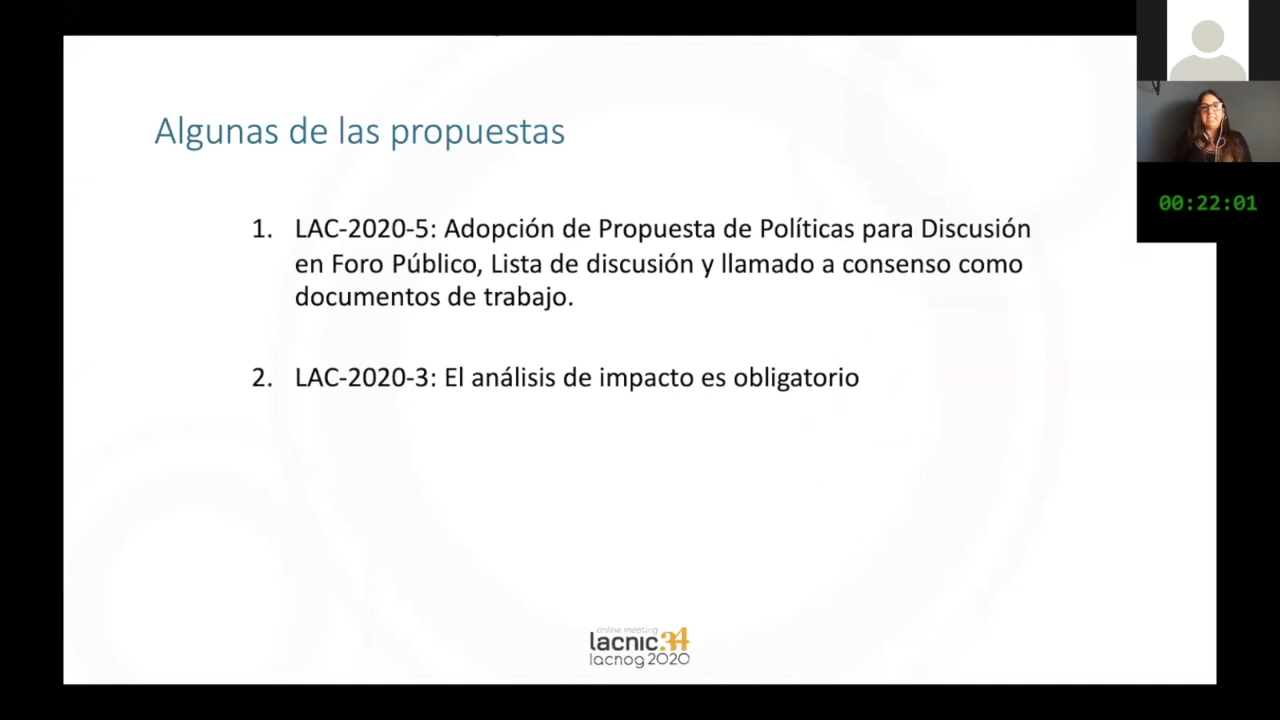 Algunas de las propuestas
00:22:01
1. LAC-2020-5: Adopción de Propuesta de Políticas para Discusión
en Foro Público, Lista de discusión y llamado a consenso como
documentos de trabajo.
2. LAC-2020-3: El análisis de impacto es obligatorio
online meeting
lacnic34
lacnog2020